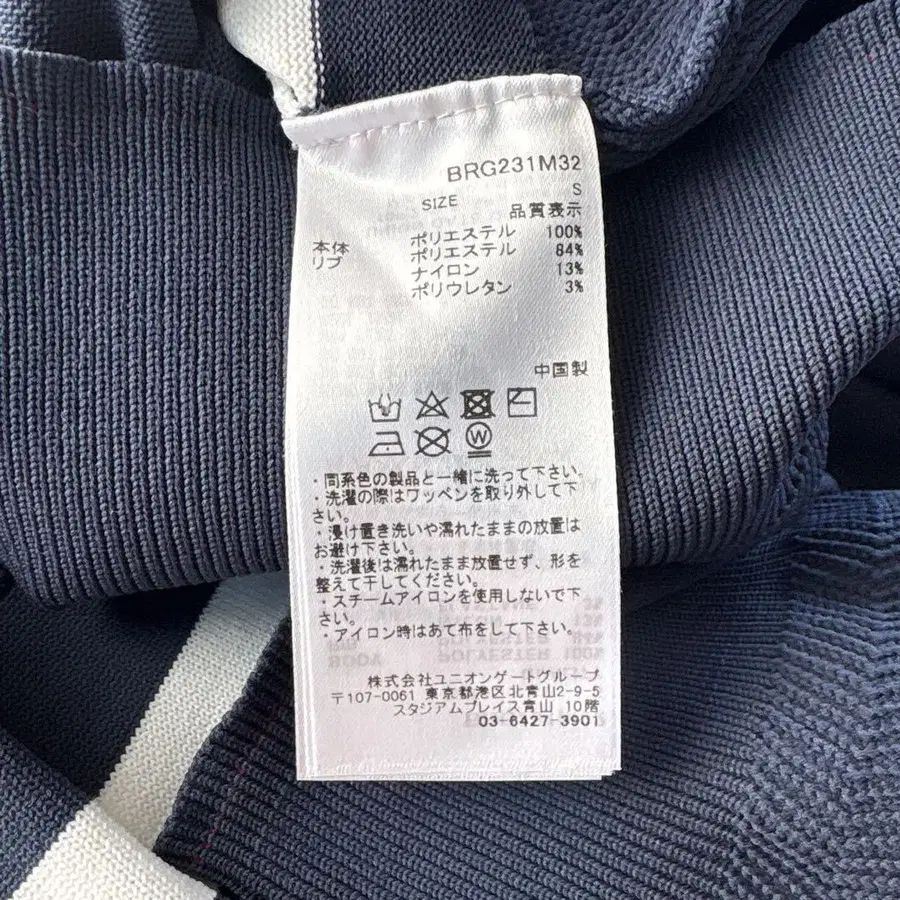 BRG231M32
SIZE S
品質表示
本体 ポリエステル 100%
リブ ポリエステル 84%
ナイロン 13%
ポリウレタン 3%
中国製
W
・同系色の製品と一緒に洗って下さい。
・洗濯の際はワッペンを取り外して下
さい。
・浸け置き洗いや濡れたままの放置は
お避け下さい。
・洗濯後は濡れたまま放置せず、形を
整えて干してください。
・スチームアイロンを使用しないで下
さい。
・アイロン時はあて布をして下さい。
株式会社ユニオンゲートグループ
〒107-0061 東京都港区北青山2-9-5
スタジアムプレイス青山 10階
03-6427-3901